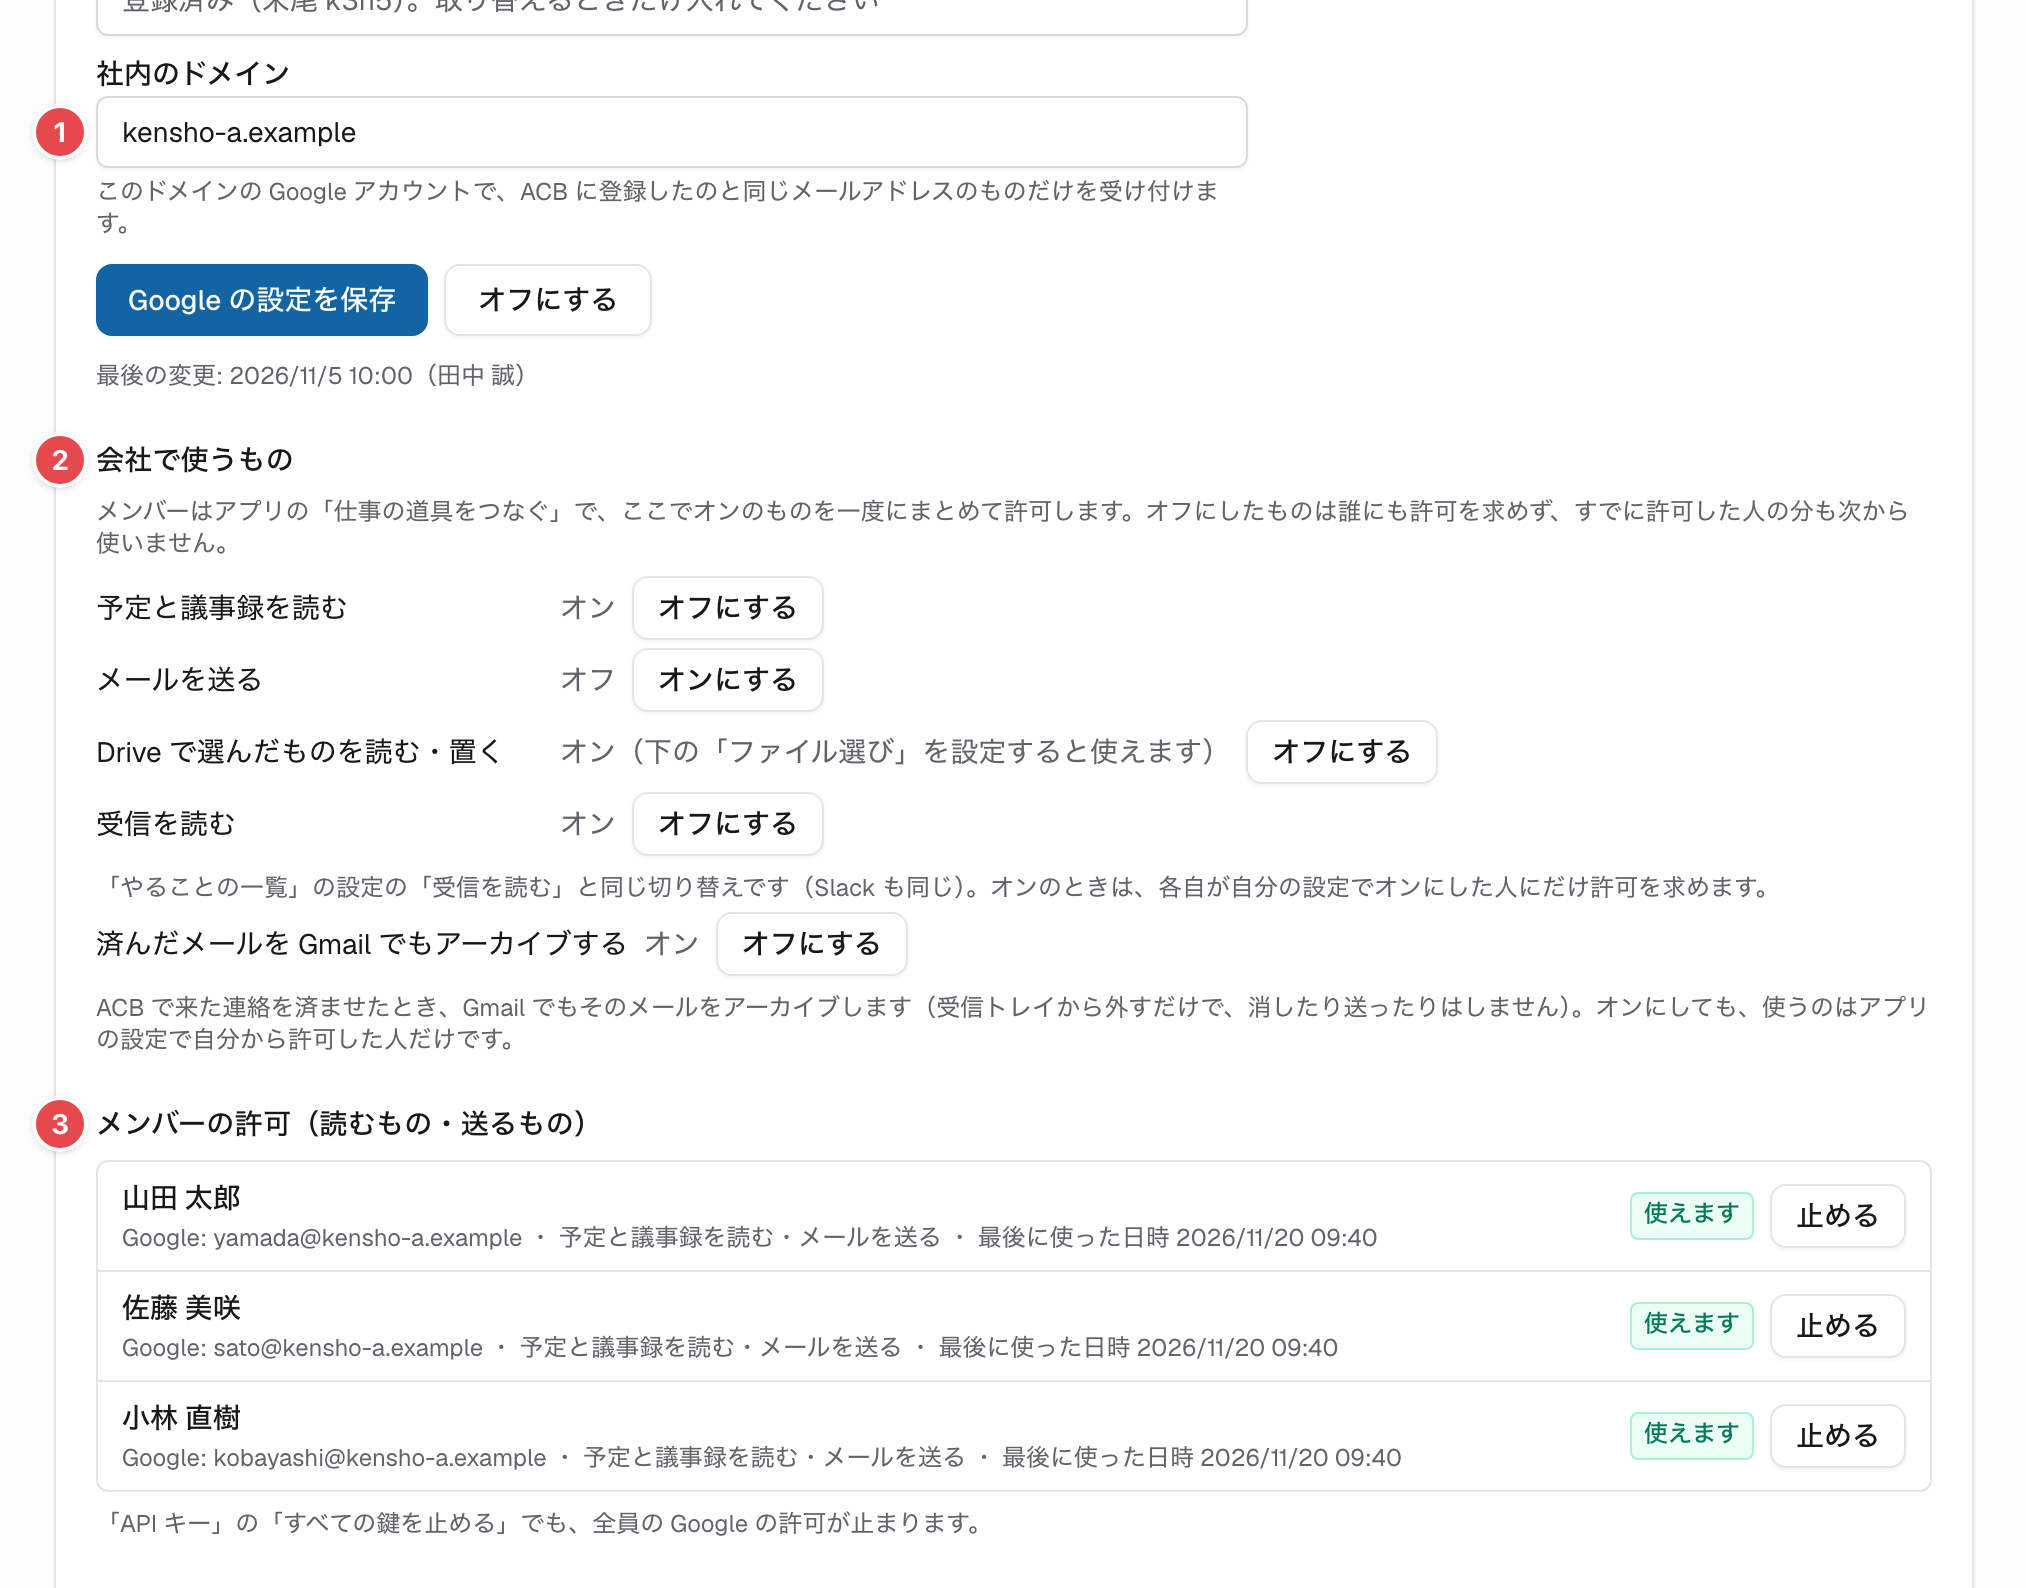 登録済み（末尾 k3n5）。取り替えるときだけ入れてください
社内のドメイン
1
kensho-a.example
このドメインの Google アカウントで、ACB に登録したのと同じメールアドレスのものだけを受け付けま
す。
Google の設定を保存 オフにする
最後の変更: 2026/11/5 10:00（田中 誠）
2 会社で使うもの
メンバーはアプリの「仕事の道具をつなぐ」で、ここでオンのものを一度にまとめて許可します。オフにしたものは誰にも許可を求めず、すでに許可した人の分も次から
使いません。
予定と議事録を読む オン オフにする
メールを送る オフ オンにする
Drive で選んだものを読む・置く オン（下の「ファイル選び」を設定すると使えます） オフにする
受信を読む オン オフにする
「やることの一覧」の設定の「受信を読む」と同じ切り替えです（Slack も同じ）。オンのときは、各自が自分の設定でオンにした人にだけ許可を求めます。
済んだメールを Gmail でもアーカイブする オン オフにする
ACB で来た連絡を済ませたとき、Gmail でもそのメールをアーカイブします（受信トレイから外すだけで、消したり送ったりはしません）。オンにしても、使うのはアプリ
の設定で自分から許可した人だけです。
3 メンバーの許可（読むもの・送るもの）
山田 太郎
Google: yamada@kensho-a.example ・ 予定と議事録を読む・メールを送る ・ 最後に使った日時 2026/11/20 09:40
使えます 止める
佐藤 美咲
Google: sato@kensho-a.example ・ 予定と議事録を読む・メールを送る ・ 最後に使った日時 2026/11/20 09:40
使えます 止める
小林 直樹
Google: kobayashi@kensho-a.example ・ 予定と議事録を読む・メールを送る ・ 最後に使った日時 2026/11/20 09:40
使えます 止める
「API キー」の「すべての鍵を止める」でも、全員の Google の許可が止まります。